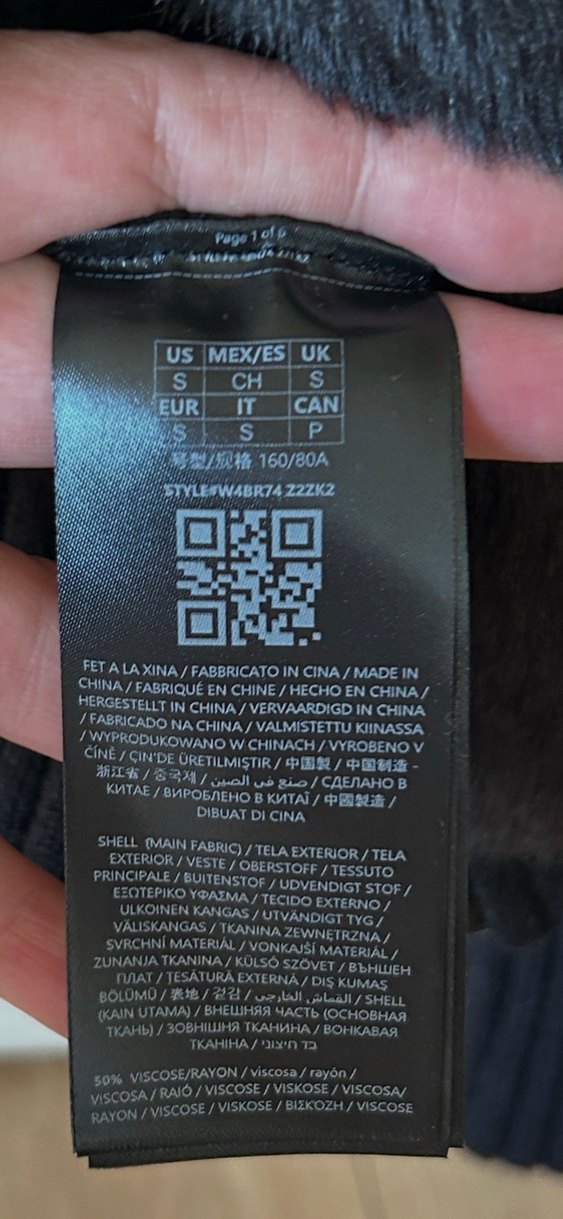 Page 1 of 6
US MEX/ES UK
S CH S
EUR IT CAN
S S P
号型/规格 160/80A
STYLE#W4BR74 Z2ZK2
FET A LA XINA / FABBRICATO IN CINA / MADE IN
CHINA / FABRIQUÉ EN CHINE / HECHO EN CHINA /
HERGESTELLT IN CHINA / VERVAARDIGD IN CHINA
/ FABRICADO NA CHINA / VALMISTETTU KIINASSA
/ WYPRODUKOWANO W CHINACH / VYROBENO V
ČÍNĚ / ÇIN'DE ÜRETILMIŞTIR / 中国製 / 中国制造 -
浙江省 / 중국제 / صنع في الصين / СДЕЛАНО В
КИТАЕ / ВИРОБЛЕНО В КИТАЇ / 中國製造 /
DIBUAT DI CINA
SHELL (MAIN FABRIC) / TELA EXTERIOR / TELA
EXTERIOR / VESTE / OBERSTOFF / TESSUTO
PRINCIPALE / BUITENSTOF / UDVENDIGT STOF /
ΕΞΩΤΕΡΙΚΟ ΥΦΑΣΜΑ / TECIDO EXTERNO /
ULKOINEN KANGAS / UTVÄNDIGT TYG /
VÄLISKANGAS / TKANINA ZEWNĘTRZNA /
SVRCHNÍ MATERIÁL / VONKAJŠÍ MATERIÁL /
ZUNANJA TKANINA / KÜLSŐ SZÖVET / ВЪНШЕН
ПЛАТ / ȚESĂTURĂ EXTERNĂ / DIŞ KUMAŞ
BÖLÜMÜ / 表地 / 겉감 / القماش الخارجي / SHELL
(KAIN UTAMA) / ВНЕШНЯЯ ЧАСТЬ (ОСНОВНАЯ
ТКАНЬ) / ЗОВНІШНЯ ТКАНИНА / ВОНКАВАЯ
ТКАНІНА / בד חיצוני
50% VISCOSE/RAYON / viscosa / rayón /
VISCOSA / RAIÓ / VISCOSE / VISKOSE / VISCOSA/
RAYON / VISCOSE / VISKOSE / ΒΙΣΚΟΖΗ / VISCOSE